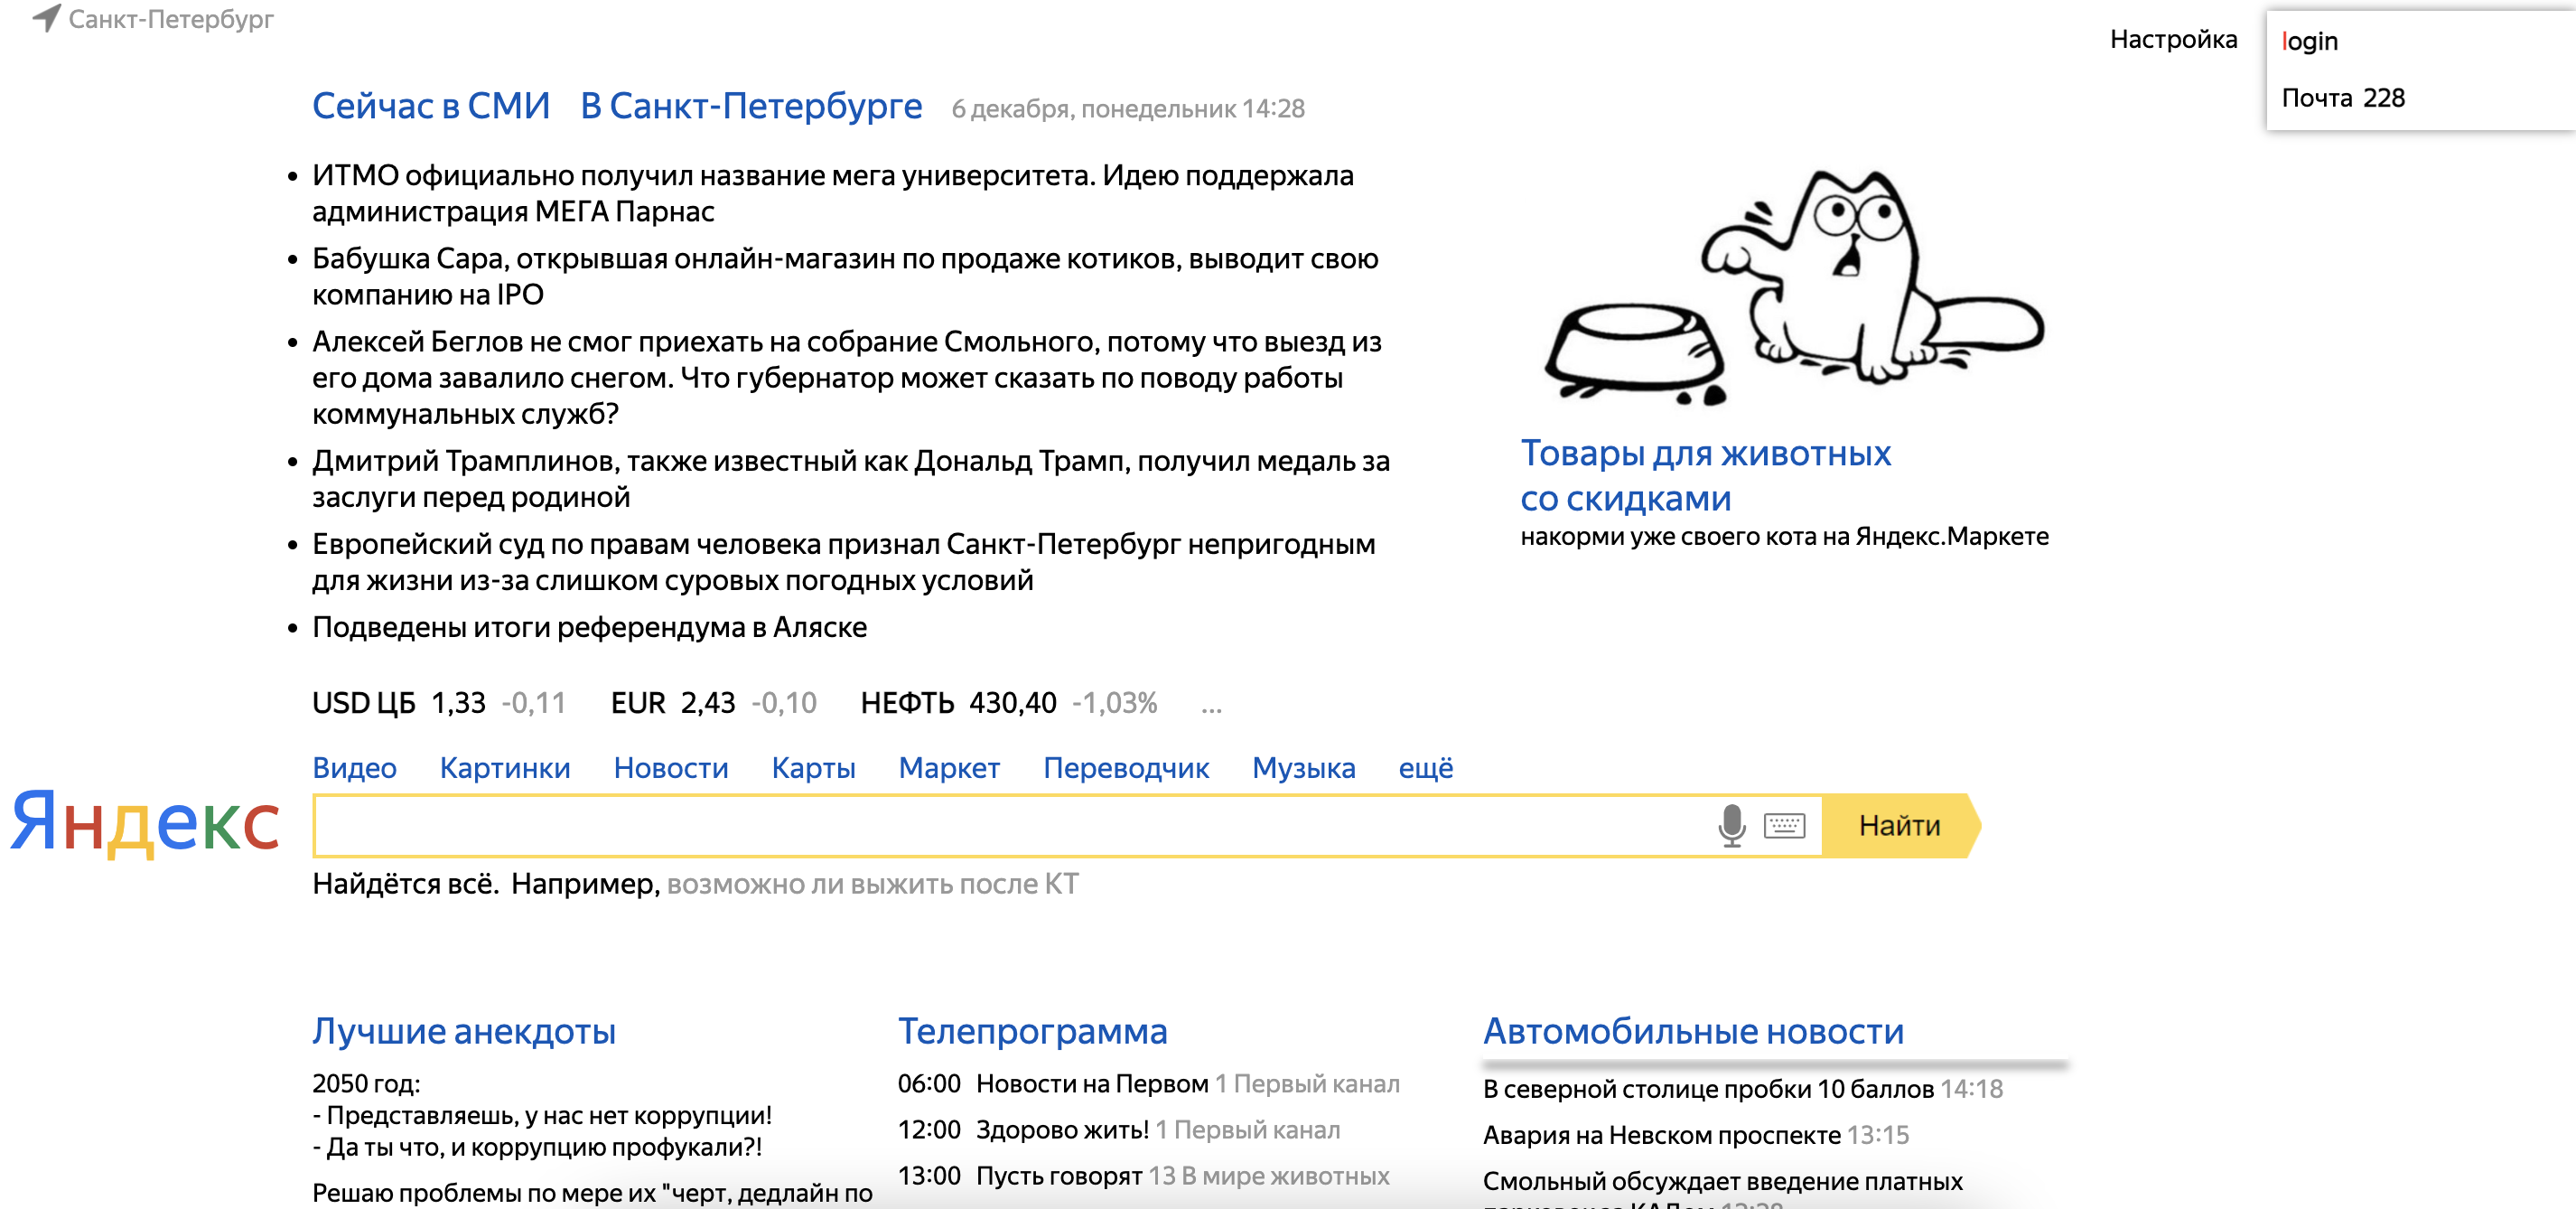 Санкт-Петербург
Настройка
login
Почта 228
Сейчас в СМИ В Санкт-Петербурге 6 декабря, понедельник 14:28
ИТМО официально получил название мега университета. Идею поддержала
администрация МЕГА Парнас
Бабушка Сара, открывшая онлайн-магазин по продаже котиков, выводит свою
компанию на IPO
Алексей Беглов не смог приехать на собрание Смольного, потому что выезд из
его дома завалило снегом. Что губернатор может сказать по поводу работы
коммунальных служб?
Дмитрий Трамплинов, также известный как Дональд Трамп, получил медаль за
заслуги перед родиной
Европейский суд по правам человека признал Санкт-Петербург непригодным
для жизни из-за слишком суровых погодных условий
Подведены итоги референдума в Аляске
Товары для животных
со скидками
накорми уже своего кота на Яндекс.Маркете
USD ЦБ 1,33 -0,11 EUR 2,43 -0,10 НЕФТЬ 430,40 -1,03% ...
Видео Картинки Новости Карты Маркет Переводчик Музыка ещё
Яндекс
Найти
Найдётся всё. Например, возможно ли выжить после КТ
Лучшие анекдоты
2050 год:
- Представляешь, у нас нет коррупции!
- Да ты что, и коррупцию профукали?!
Решаю проблемы по мере их "черт, дедлайн по
Телепрограмма
06:00 Новости на Первом 1 Первый канал
12:00 Здорово жить! 1 Первый канал
13:00 Пусть говорят 13 В мире животных
Автомобильные новости
В северной столице пробки 10 баллов 14:18
Авария на Невском проспекте 13:15
Смольный обсуждает введение платных